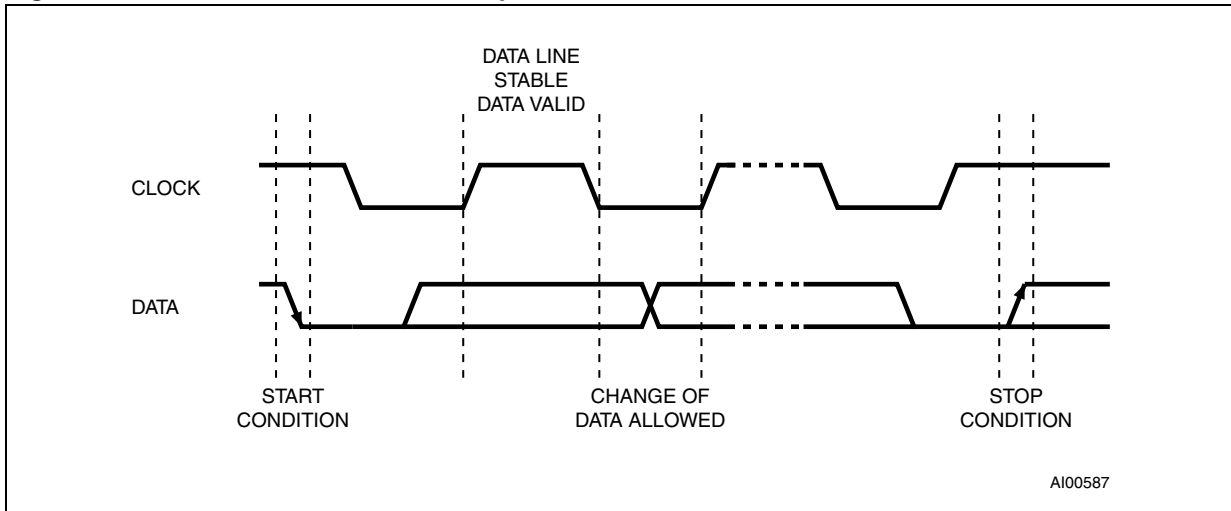 DATA LINE
STABLE
DATA VALID
CLOCK
DATA
START
CONDITION
CHANGE OF
DATA ALLOWED
STOP
CONDITION
AI00587